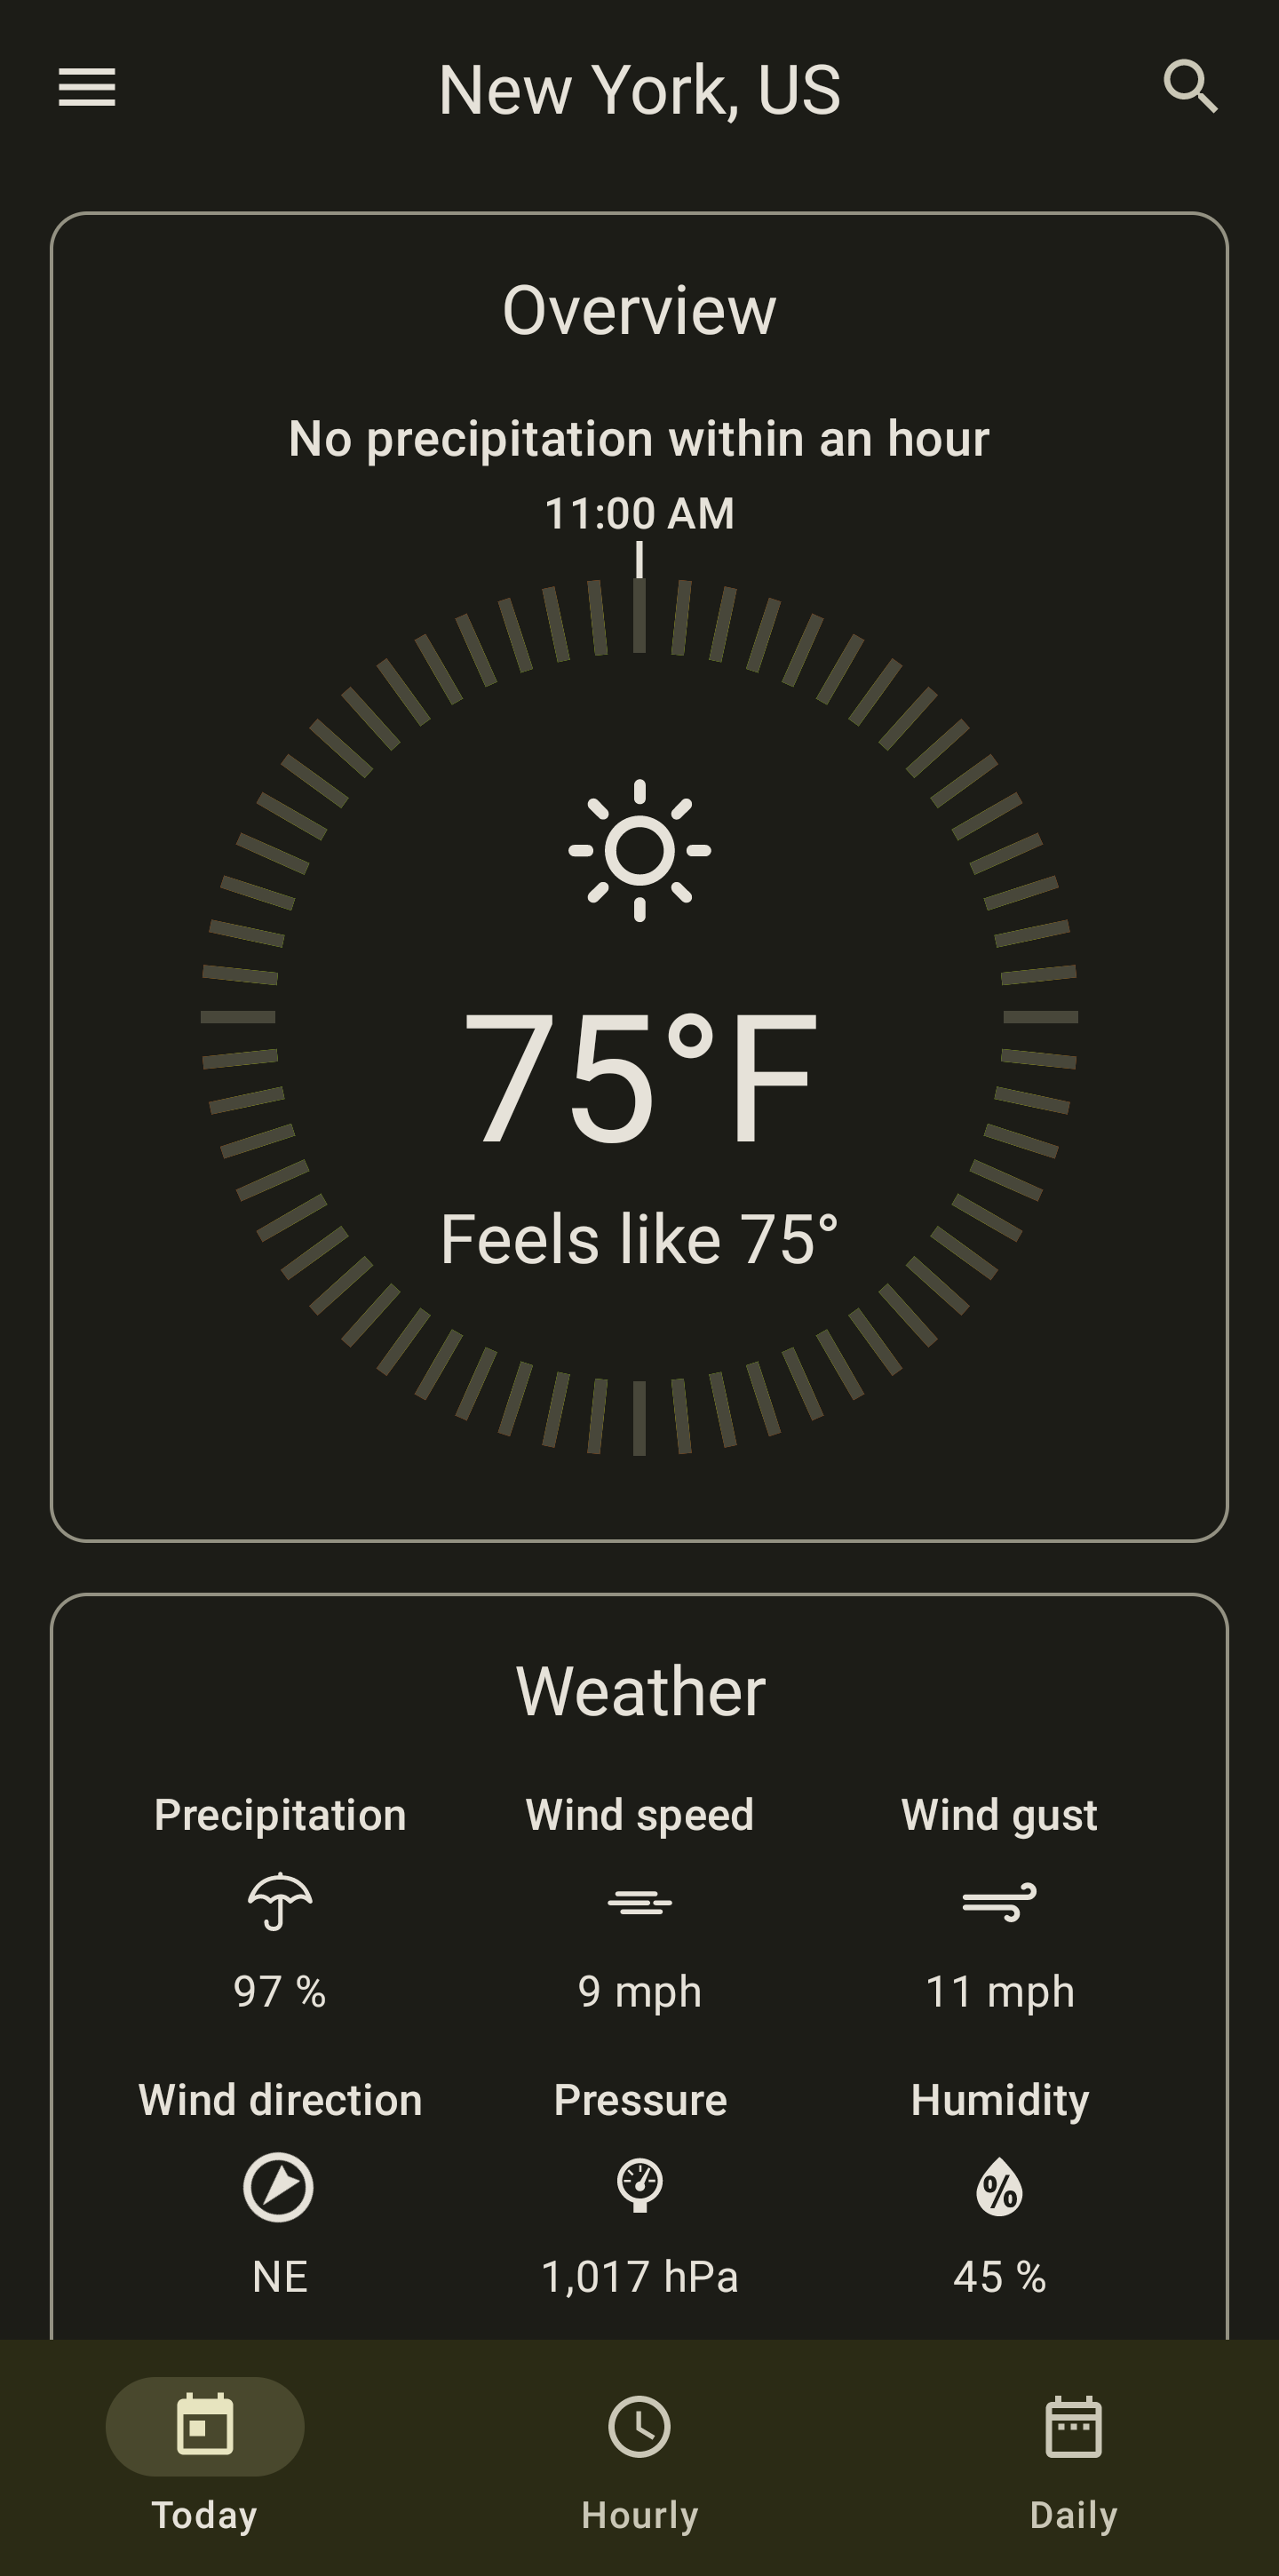 New York, US
Overview
No precipitation within an hour
11:00 AM
75°F
Feels like 75°
Weather
Precipitation Wind speed Wind gust
97 % 9 mph 11 mph
Wind direction Pressure Humidity
%
NE 1,017 hPa 45 %
Today Hourly Daily